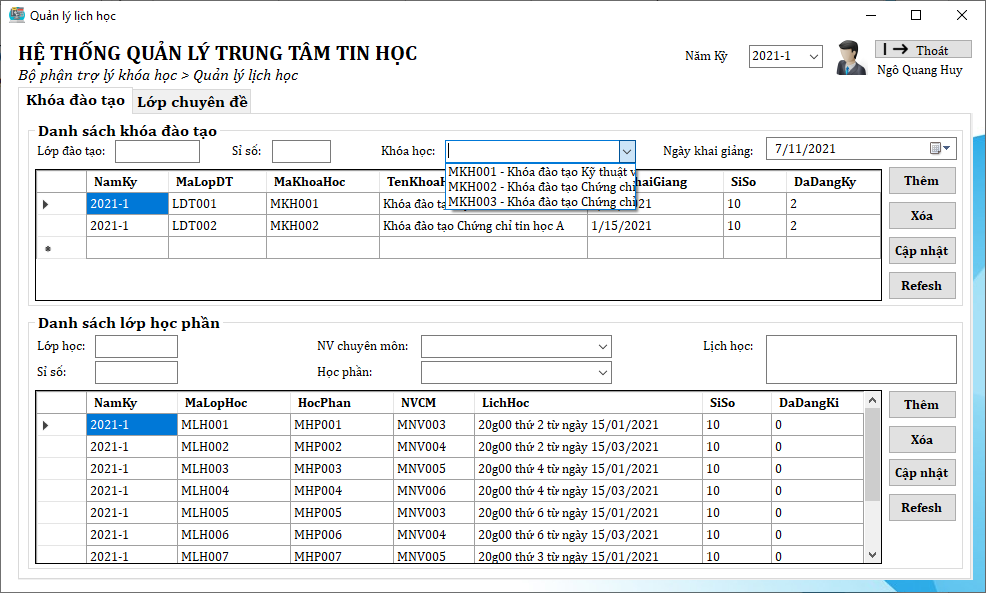 Quản lý lịch học
HỆ THỐNG QUẢN LÝ TRUNG TÂM TIN HỌC
Bộ phận trợ lý khóa học > Quản lý lịch học
Năm Kỳ 2021-1
Thoát
Ngô Quang Huy
Khóa đào tạo Lớp chuyên đề
Danh sách khóa đào tạo
Lớp đào tạo: Sỉ số: Khóa học: Ngày khai giảng: 7/11/2021
MKH001 - Khóa đào tạo Kỹ thuật v
MKH002 - Khóa đào tạo Chứng chỉ
MKH003 - Khóa đào tạo Chứng chỉ
NamKy MaLopDT MaKhoaHoc TenKhoaH haiGiang SiSo DaDangKy
2021-1 LDT001 MKH001 Khóa đào tạ 2021 10 2
2021-1 LDT002 MKH002 Khóa đào tạo Chứng chỉ tin học A 1/15/2021 10 2
*
Thêm
Xóa
Cập nhật
Refesh
Danh sách lớp học phần
Lớp học: NV chuyên môn: Lịch học:
Sỉ số: Học phần:
NamKy MaLopHoc HocPhan NVCM LichHoc SiSo DaDangKi
2021-1 MLH001 MHP001 MNV003 20g00 thứ 2 từ ngày 15/01/2021 10 0
2021-1 MLH002 MHP002 MNV004 20g00 thứ 2 từ ngày 15/03/2021 10 0
2021-1 MLH003 MHP003 MNV005 20g00 thứ 4 từ ngày 15/01/2021 10 0
2021-1 MLH004 MHP004 MNV006 20g00 thứ 4 từ ngày 15/03/2021 10 0
2021-1 MLH005 MHP005 MNV003 20g00 thứ 6 từ ngày 15/01/2021 10 0
2021-1 MLH006 MHP006 MNV004 20g00 thứ 6 từ ngày 15/03/2021 10 0
2021-1 MLH007 MHP007 MNV005 20g00 thứ 3 từ ngày 15/01/2021 10 0
Thêm
Xóa
Cập nhật
Refesh